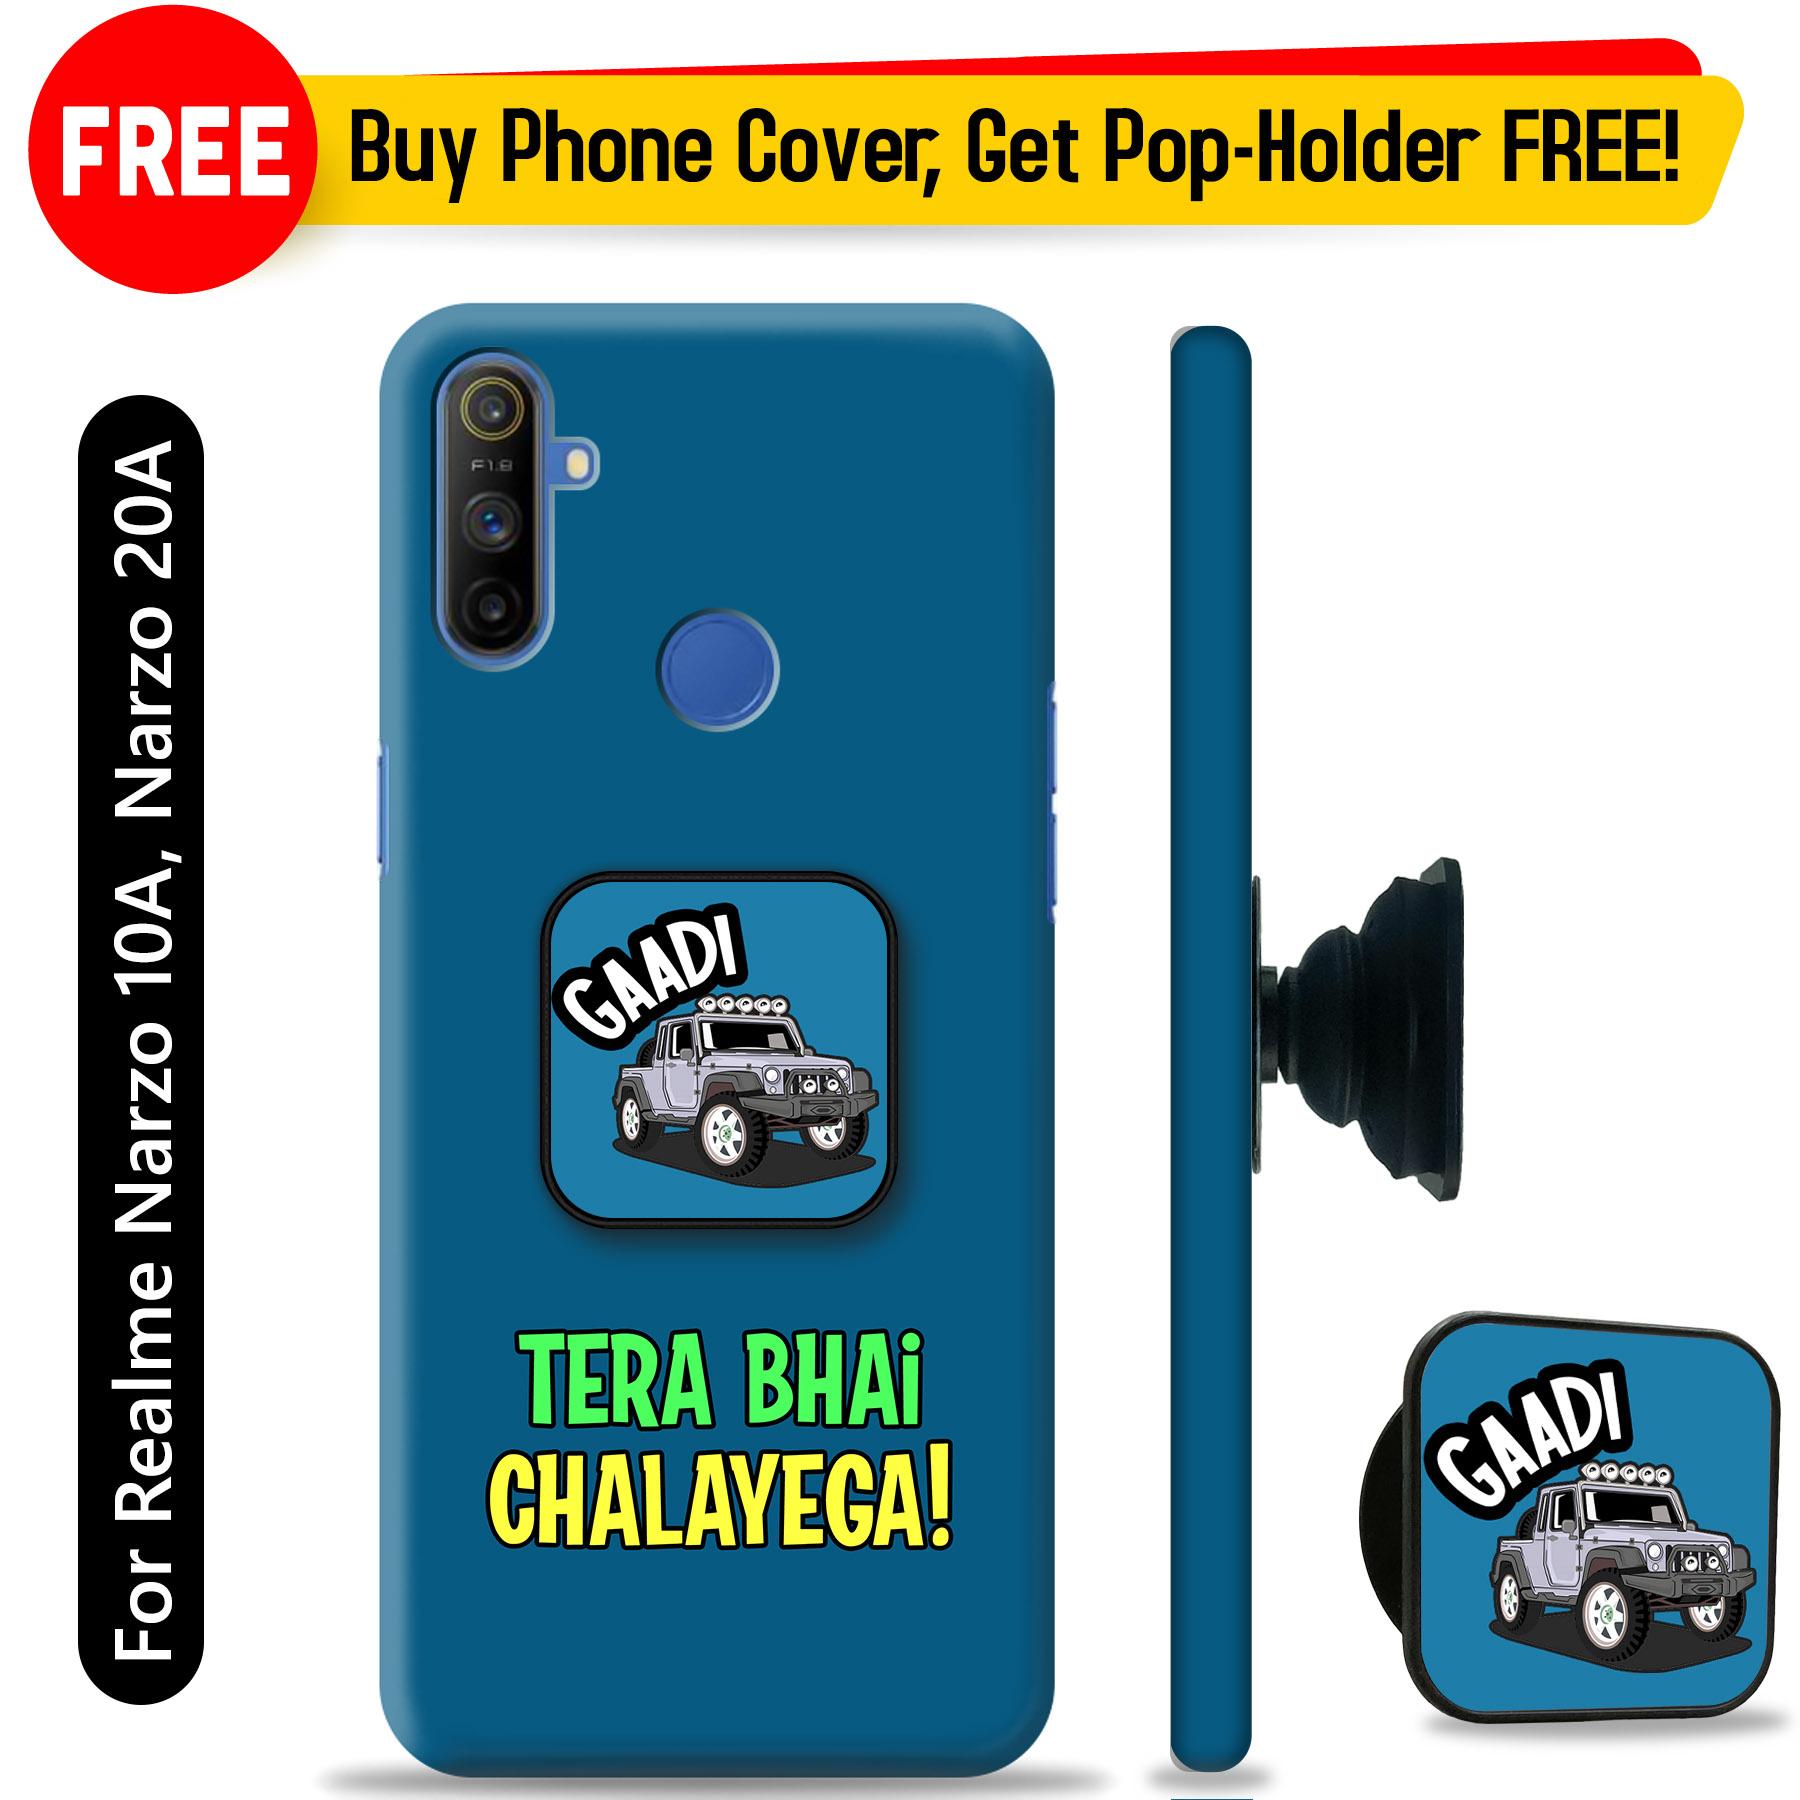 FREE
Buy Phone Cover, Get Pop-Holder FREE!
For Realme Narzo 10A, Narzo 20A
F1.8
GAADI
TERA BHAi
CHALAYEGA!
GAADI